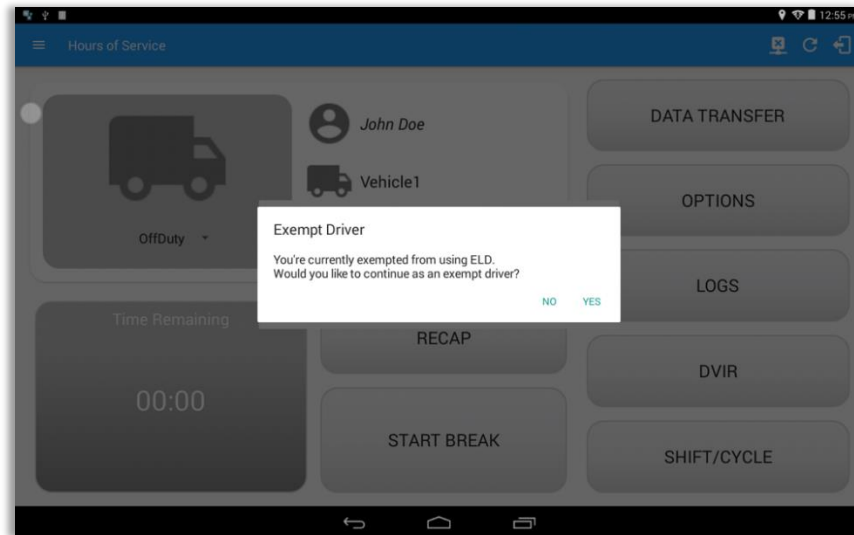 12:55 PM
Hours of Service
John Doe
Vehicle1
OffDuty
Time Remaining
00:00
Exempt Driver
You're currently exempted from using ELD.
Would you like to continue as an exempt driver?
NO YES
RECAP
START BREAK
DATA TRANSFER
OPTIONS
LOGS
DVIR
SHIFT/CYCLE